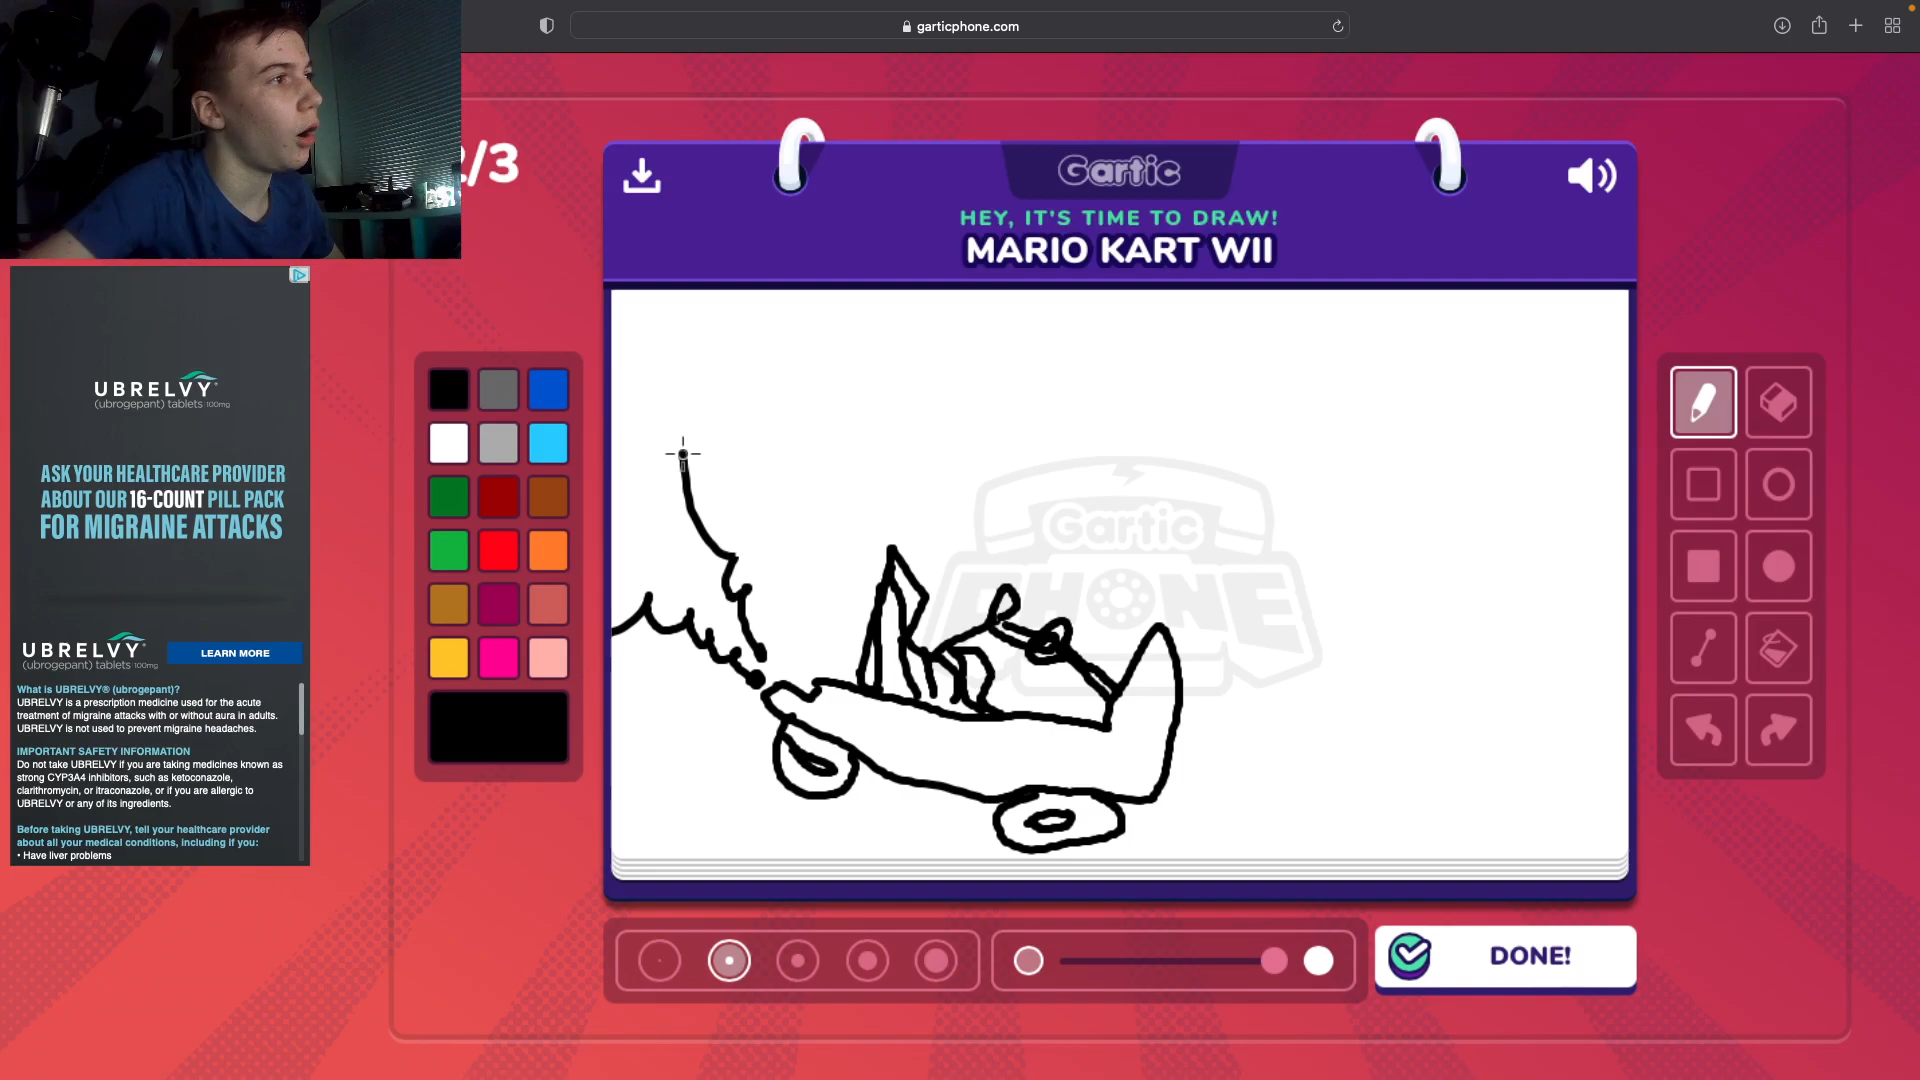 garticphone.com
2/3
Gartic
HEY, IT'S TIME TO DRAW!
MARIO KART WII
UBRELVY®
(ubrogepant) tablets 100mg
ASK YOUR HEALTHCARE PROVIDER
ABOUT OUR 16-COUNT PILL PACK
FOR MIGRAINE ATTACKS
UBRELVY®
(ubrogepant) tablets 100mg
LEARN MORE
What is UBRELVY® (ubrogepant)?
UBRELVY is a prescription medicine used for the acute
treatment of migraine attacks with or without aura in adults.
UBRELVY is not used to prevent migraine headaches.
IMPORTANT SAFETY INFORMATION
Do not take UBRELVY if you are taking medicines known as
strong CYP3A4 inhibitors, such as ketoconazole,
clarithromycin, or itraconazole, or if you are allergic to
UBRELVY or any of its ingredients.
Before taking UBRELVY, tell your healthcare provider
about all your medical conditions, including if you:
• Have liver problems
Gartic
PHONE
DONE!